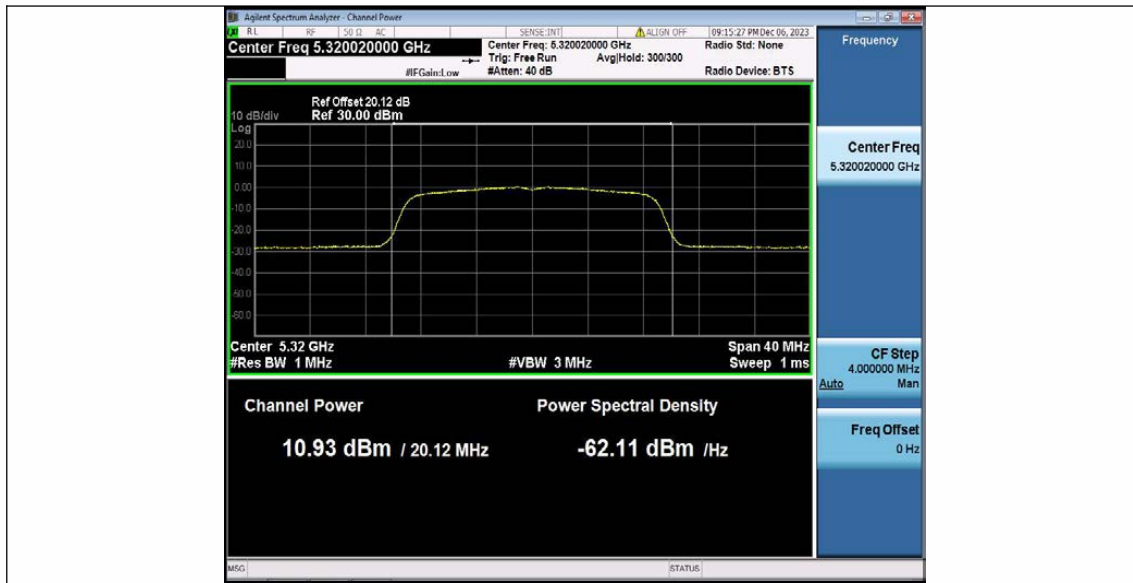 Agilent Spectrum Analyzer - Channel Power
RL RF 50 Ω AC SENSE:INT ALIGN OFF 09:15:27 PM Dec 06, 2023
Center Freq 5.320020000 GHz
Center Freq: 5.320020000 GHz Radio Std: None
Trig: Free Run Avg|Hold: 300/300
#IFGain:Low #Atten: 40 dB Radio Device: BTS
Ref Offset 20.12 dB
10 dB/div Ref 30.00 dBm
Log
20.0
10.0
0.00
-10.0
-20.0
-30.0
-40.0
-50.0
-60.0
Center 5.32 GHz Span 40 MHz
#Res BW 1 MHz #VBW 3 MHz Sweep 1 ms
Channel Power Power Spectral Density
10.93 dBm / 20.12 MHz -62.11 dBm /Hz
MSG STATUS
Frequency
Center Freq
5.320020000 GHz
CF Step
4.000000 MHz
Auto Man
Freq Offset
0 Hz